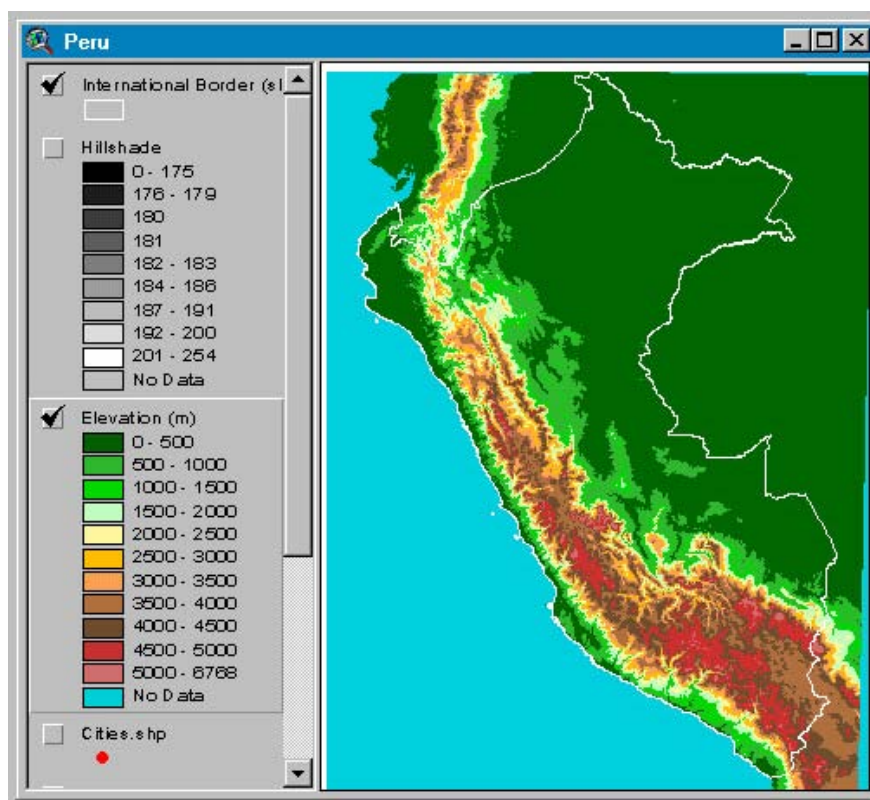 Peru
International Border (sl
Hillshade
0 - 175
176 - 179
180
181
182 - 183
184 - 186
187 - 191
192 - 200
201 - 254
No Data
Elevation (m)
0 - 500
500 - 1000
1000 - 1500
1500 - 2000
2000 - 2500
2500 - 3000
3000 - 3500
3500 - 4000
4000 - 4500
4500 - 5000
5000 - 6768
No Data
Cities.shp